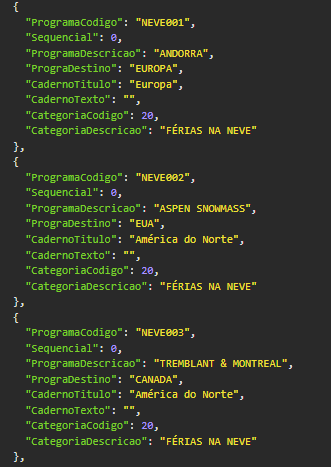 {
"ProgramaCodigo": "NEVE001",
"Sequencial": 0,
"ProgramaDescricao": "ANDORRA",
"PrograDestino": "EUROPA",
"CadernoTitulo": "Europa",
"CadernoTexto": "",
"CategoriaCodigo": 20,
"CategoriaDescricao": "FÉRIAS NA NEVE"
},
{
"ProgramaCodigo": "NEVE002",
"Sequencial": 0,
"ProgramaDescricao": "ASPEN SNOWMASS",
"PrograDestino": "EUA",
"CadernoTitulo": "América do Norte",
"CadernoTexto": "",
"CategoriaCodigo": 20,
"CategoriaDescricao": "FÉRIAS NA NEVE"
},
{
"ProgramaCodigo": "NEVE003",
"Sequencial": 0,
"ProgramaDescricao": "TREMBLANT & MONTREAL",
"PrograDestino": "CANADA",
"CadernoTitulo": "América do Norte",
"CadernoTexto": "",
"CategoriaCodigo": 20,
"CategoriaDescricao": "FÉRIAS NA NEVE"
},